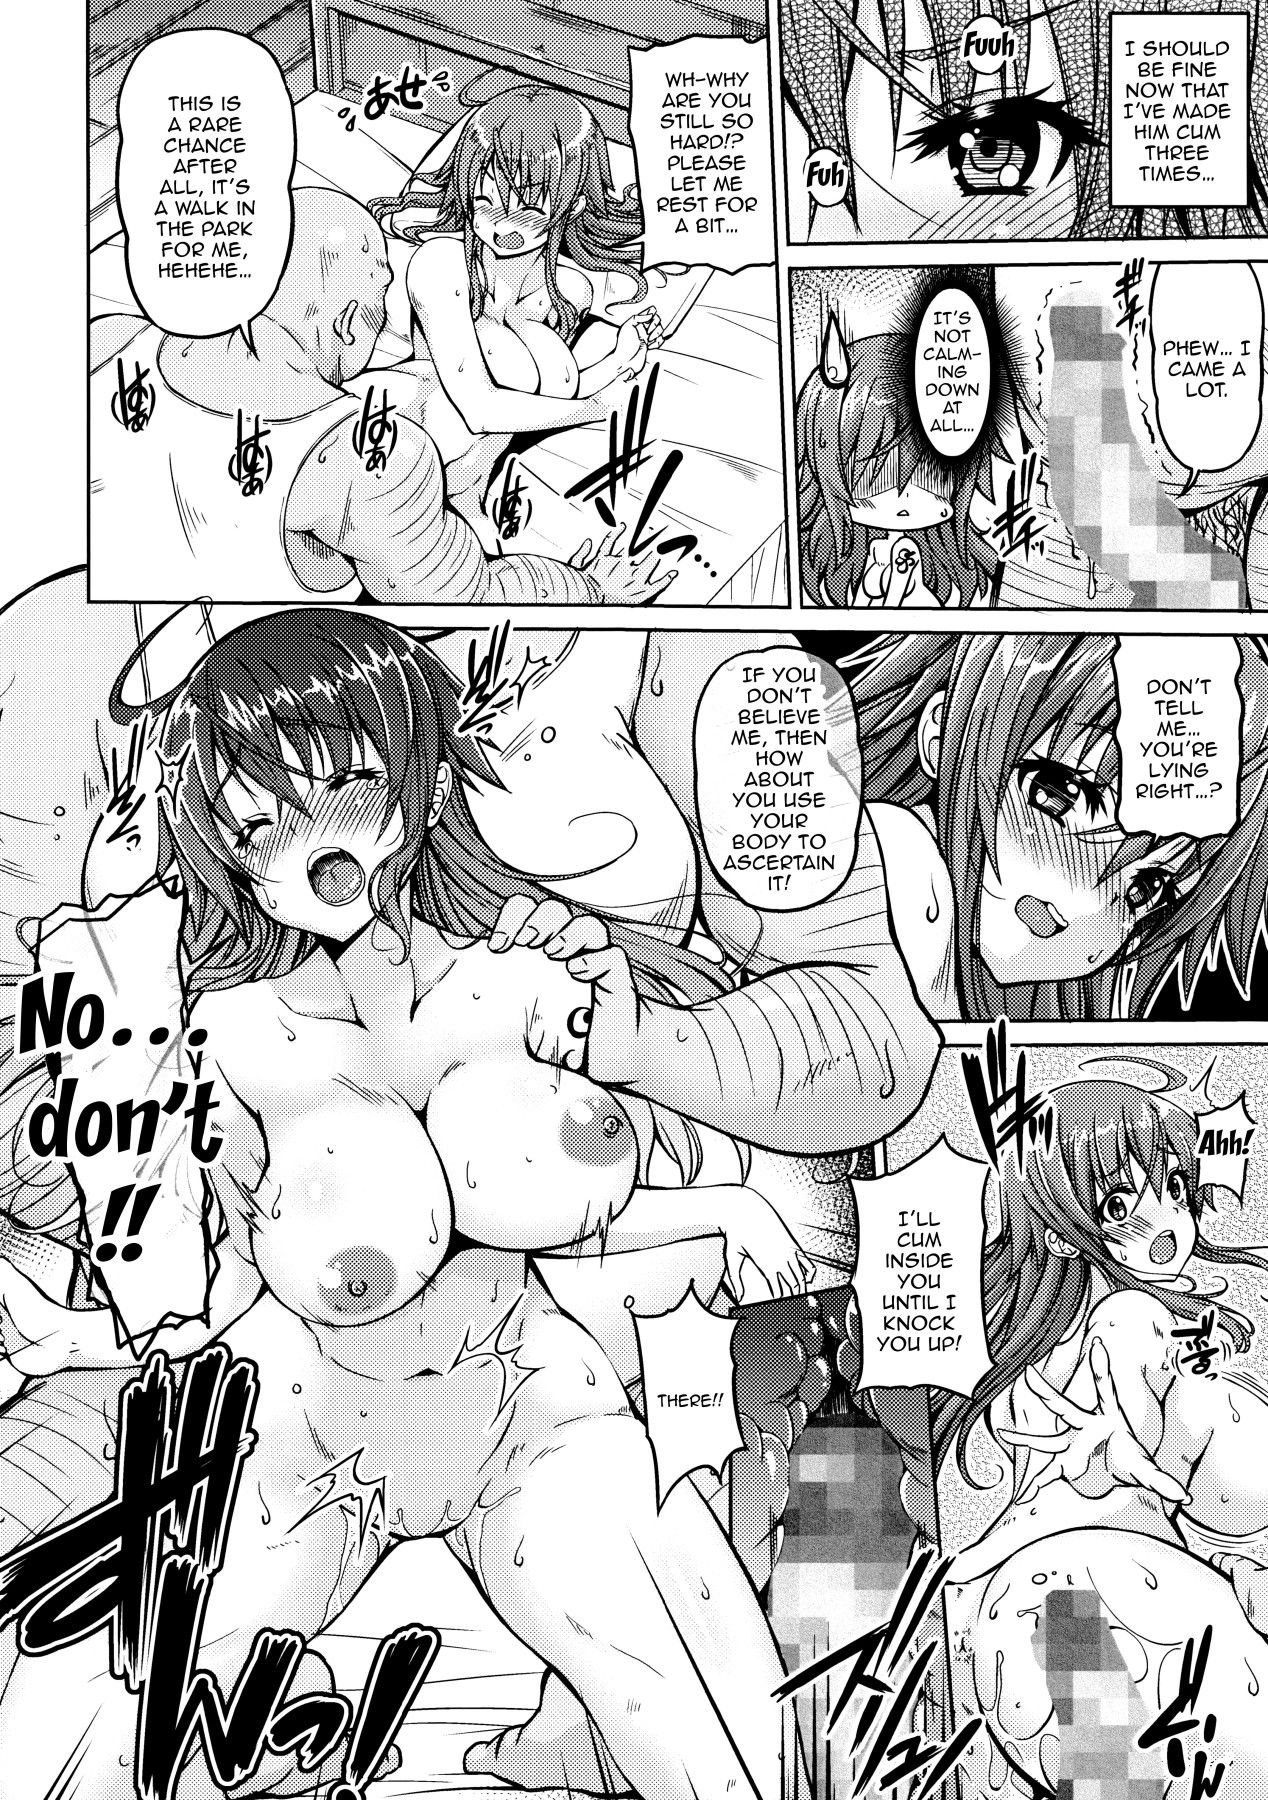 I SHOULD
BE FINE
NOW THAT
I'VE MADE
HIM CUM
THREE
TIMES...
Fuuh
Fuh
PHEW... I
CAME A
LOT.
IT'S
NOT
CALM-
ING
DOWN
AT
ALL...
WH-WHY
ARE YOU
STILL SO
HARD!?
PLEASE
LET ME
REST FOR
A BIT...
あせ
THIS IS
A RARE
CHANCE
AFTER
ALL, IT'S
A WALK IN
THE PARK
FOR ME,
HEHEHE...
DON'T
TELL
ME...
YOU'RE
LYING
RIGHT...?
IF YOU
DON'T
BELIEVE
ME, THEN
HOW
ABOUT
YOU USE
YOUR
BODY TO
ASCERTAIN
IT!
Ahh!
I'LL
CUM
INSIDE
YOU
UNTIL I
KNOCK
YOU UP!
THERE!!
No...
don't
!!